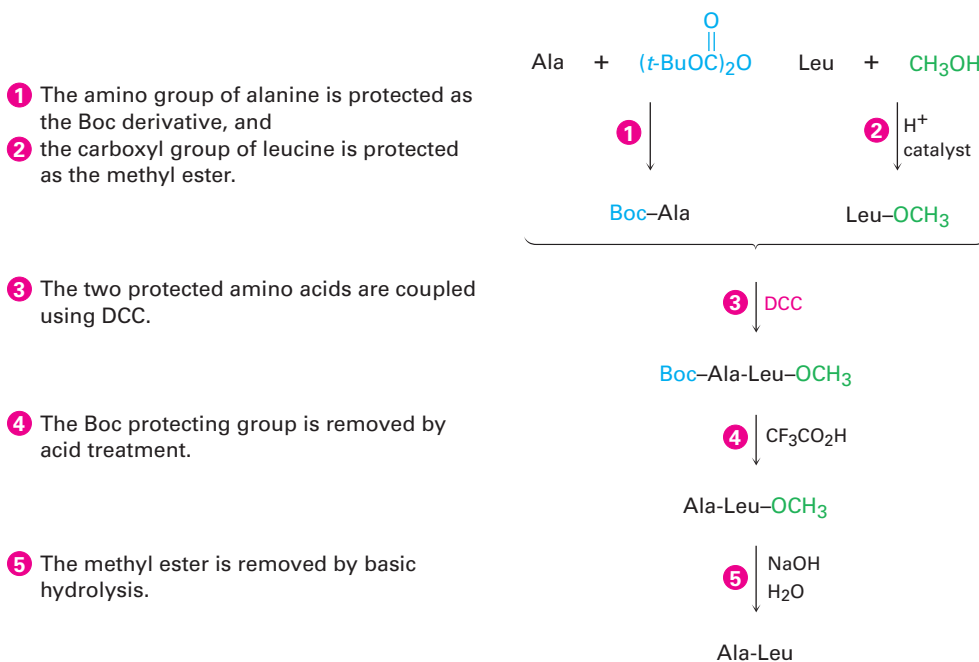 O
Ala + (t-BuOC)₂O Leu + CH₃OH
1 The amino group of alanine is protected as
the Boc derivative, and
2 the carboxyl group of leucine is protected
as the methyl ester.
1
2 H⁺
catalyst
Boc–Ala Leu–OCH₃
3 The two protected amino acids are coupled
using DCC.
3 DCC
Boc–Ala-Leu–OCH₃
4 The Boc protecting group is removed by
acid treatment.
4 CF₃CO₂H
Ala-Leu–OCH₃
5 The methyl ester is removed by basic
hydrolysis.
5 NaOH
H₂O
Ala-Leu